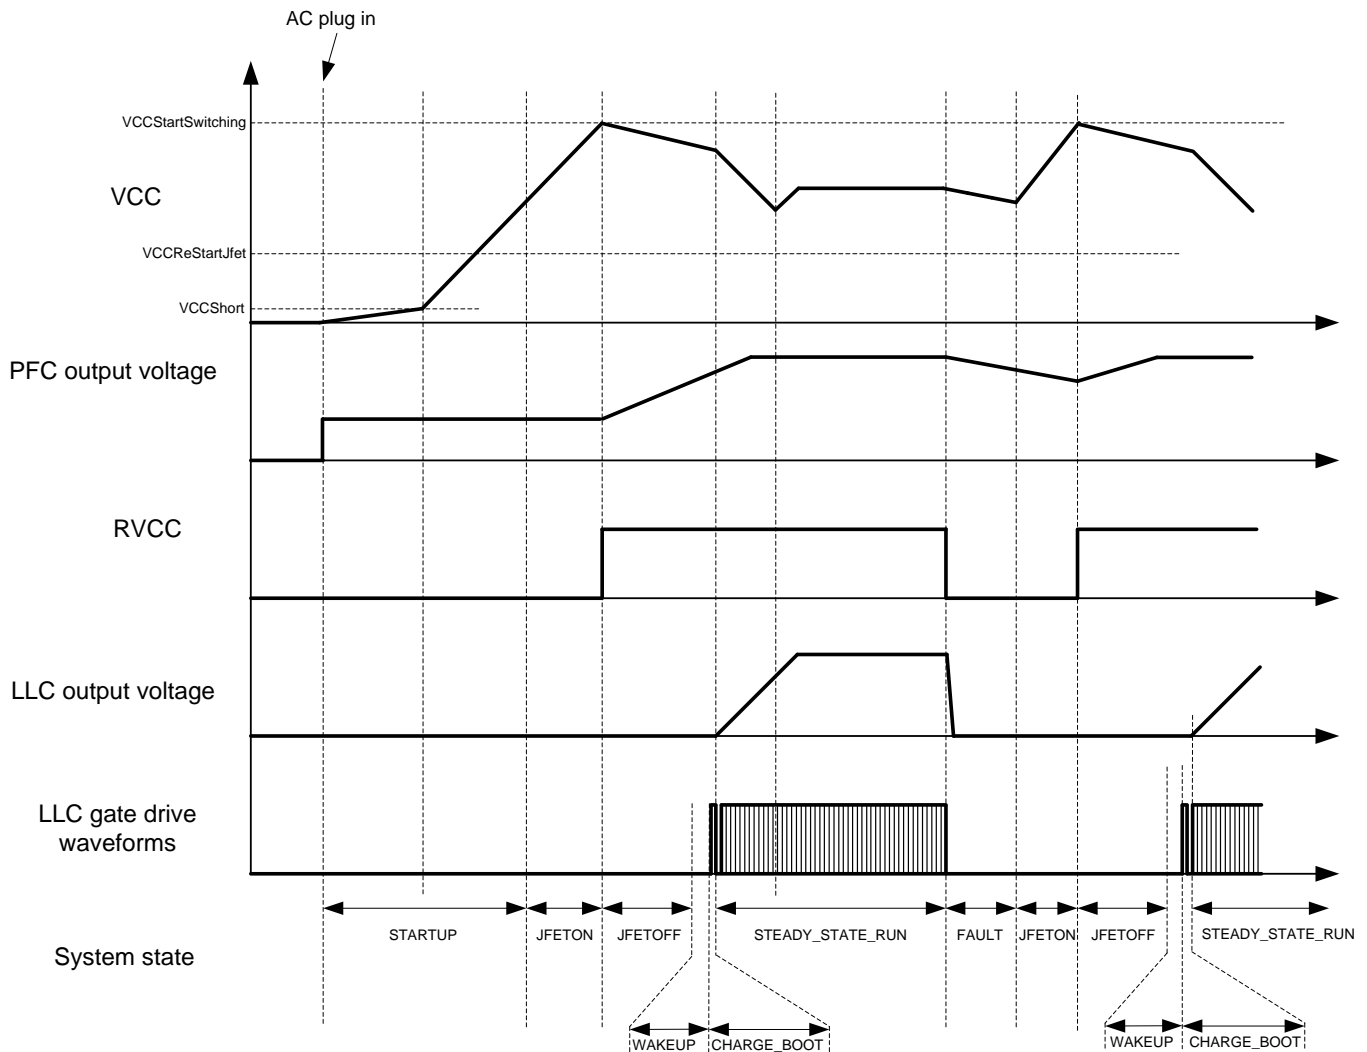 AC plug in
VCCStartSwitching
VCC
VCCReStartJfet
VCCShort
PFC output voltage
RVCC
LLC output voltage
LLC gate drive
waveforms
STARTUP
JFETON
JFETOFF
STEADY_STATE_RUN
FAULT
JFETON
JFETOFF
STEADY_STATE_RUN
System state
WAKEUP
CHARGE_BOOT
WAKEUP
CHARGE_BOOT